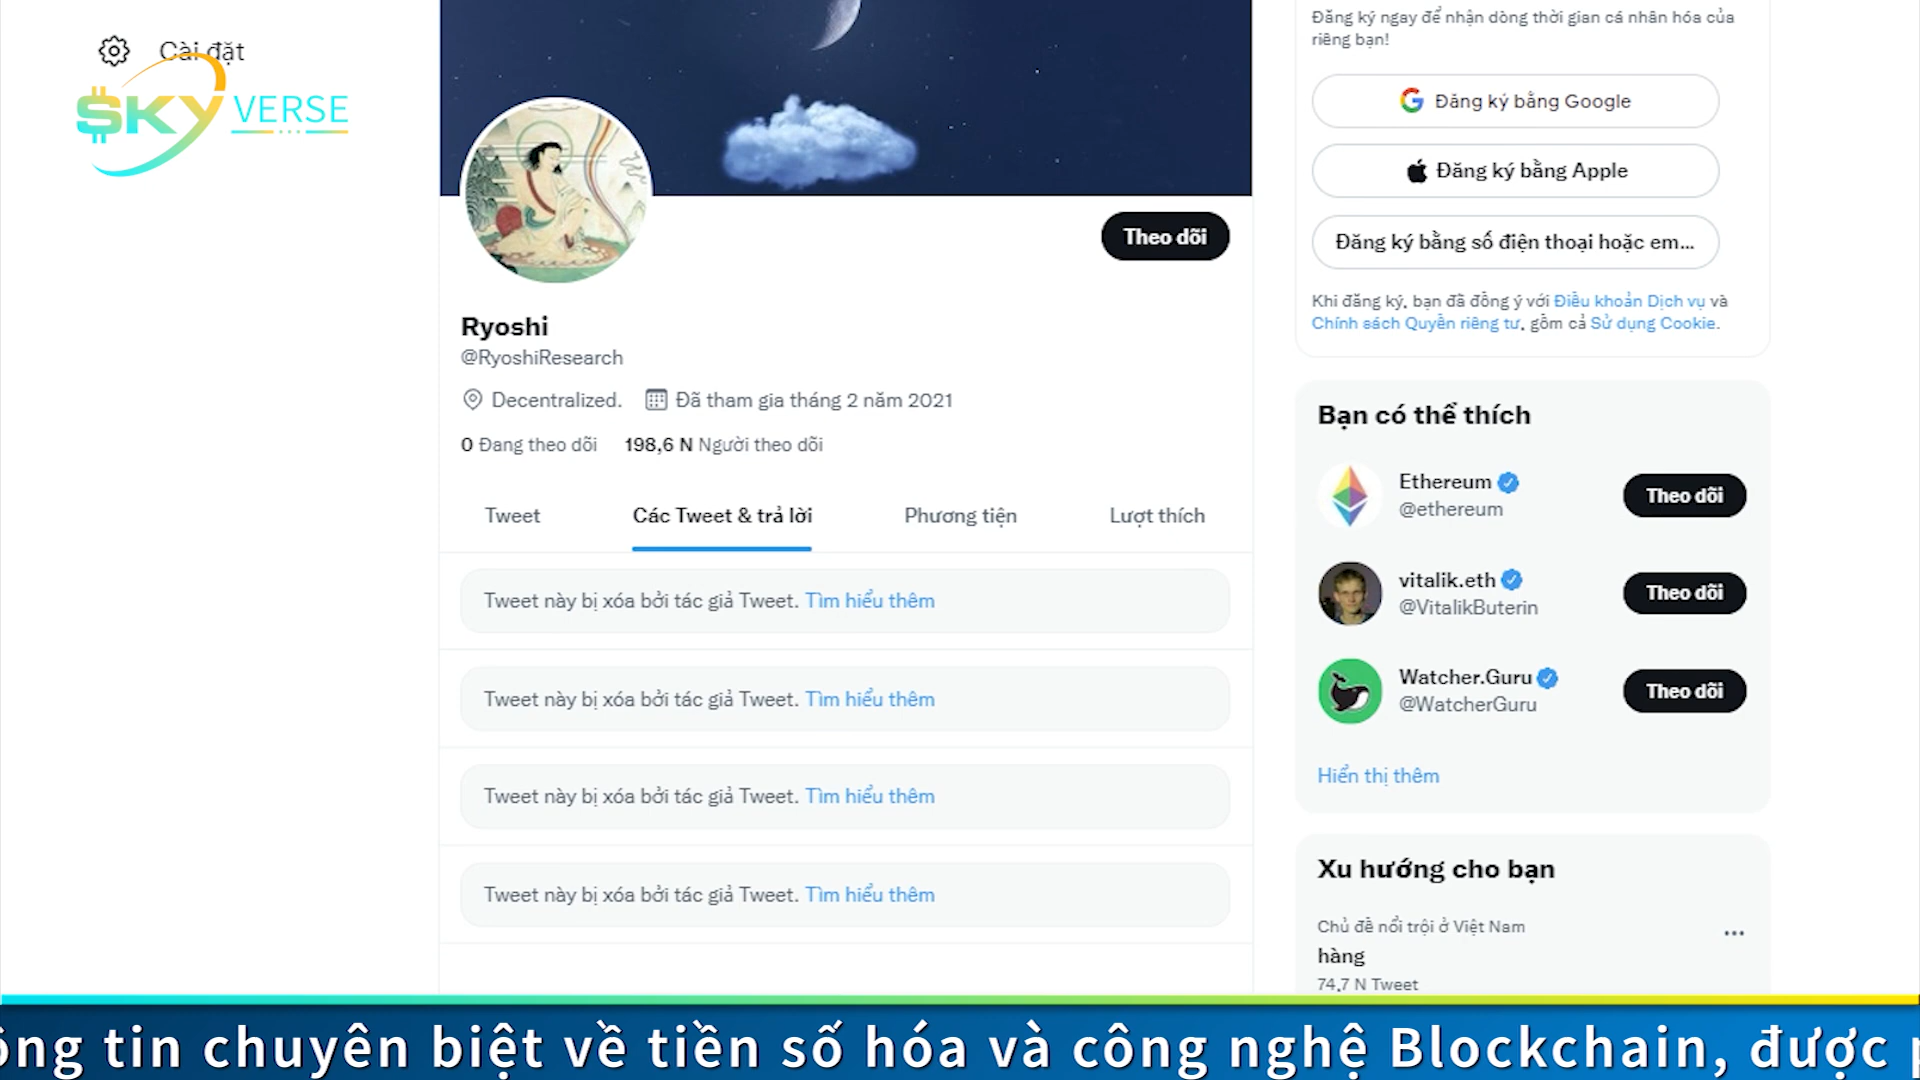 Cài đặt
$KY VERSE
Theo dõi
Ryoshi
@RyoshiResearch
Decentralized. Đã tham gia tháng 2 năm 2021
0 Đang theo dõi 198,6 N Người theo dõi
Tweet Các Tweet & trả lời Phương tiện Lượt thích
Tweet này bị xóa bởi tác giả Tweet. Tìm hiểu thêm
Tweet này bị xóa bởi tác giả Tweet. Tìm hiểu thêm
Tweet này bị xóa bởi tác giả Tweet. Tìm hiểu thêm
Tweet này bị xóa bởi tác giả Tweet. Tìm hiểu thêm
Đăng ký ngay để nhận dòng thời gian cá nhân hóa của
riêng bạn!
Đăng ký bằng Google
Đăng ký bằng Apple
Đăng ký bằng số điện thoại hoặc em...
Khi đăng ký, bạn đã đồng ý với Điều khoản Dịch vụ và
Chính sách Quyền riêng tư, gồm cả Sử dụng Cookie.
Bạn có thể thích
Ethereum
@ethereum
Theo dõi
vitalik.eth
@VitalikButerin
Theo dõi
Watcher.Guru
@WatcherGuru
Theo dõi
Hiển thị thêm
Xu hướng cho bạn
Chủ đề nổi trội ở Việt Nam
hàng
74,7 N Tweet
ông tin chuyên biệt về tiền số hóa và công nghệ Blockchain, được